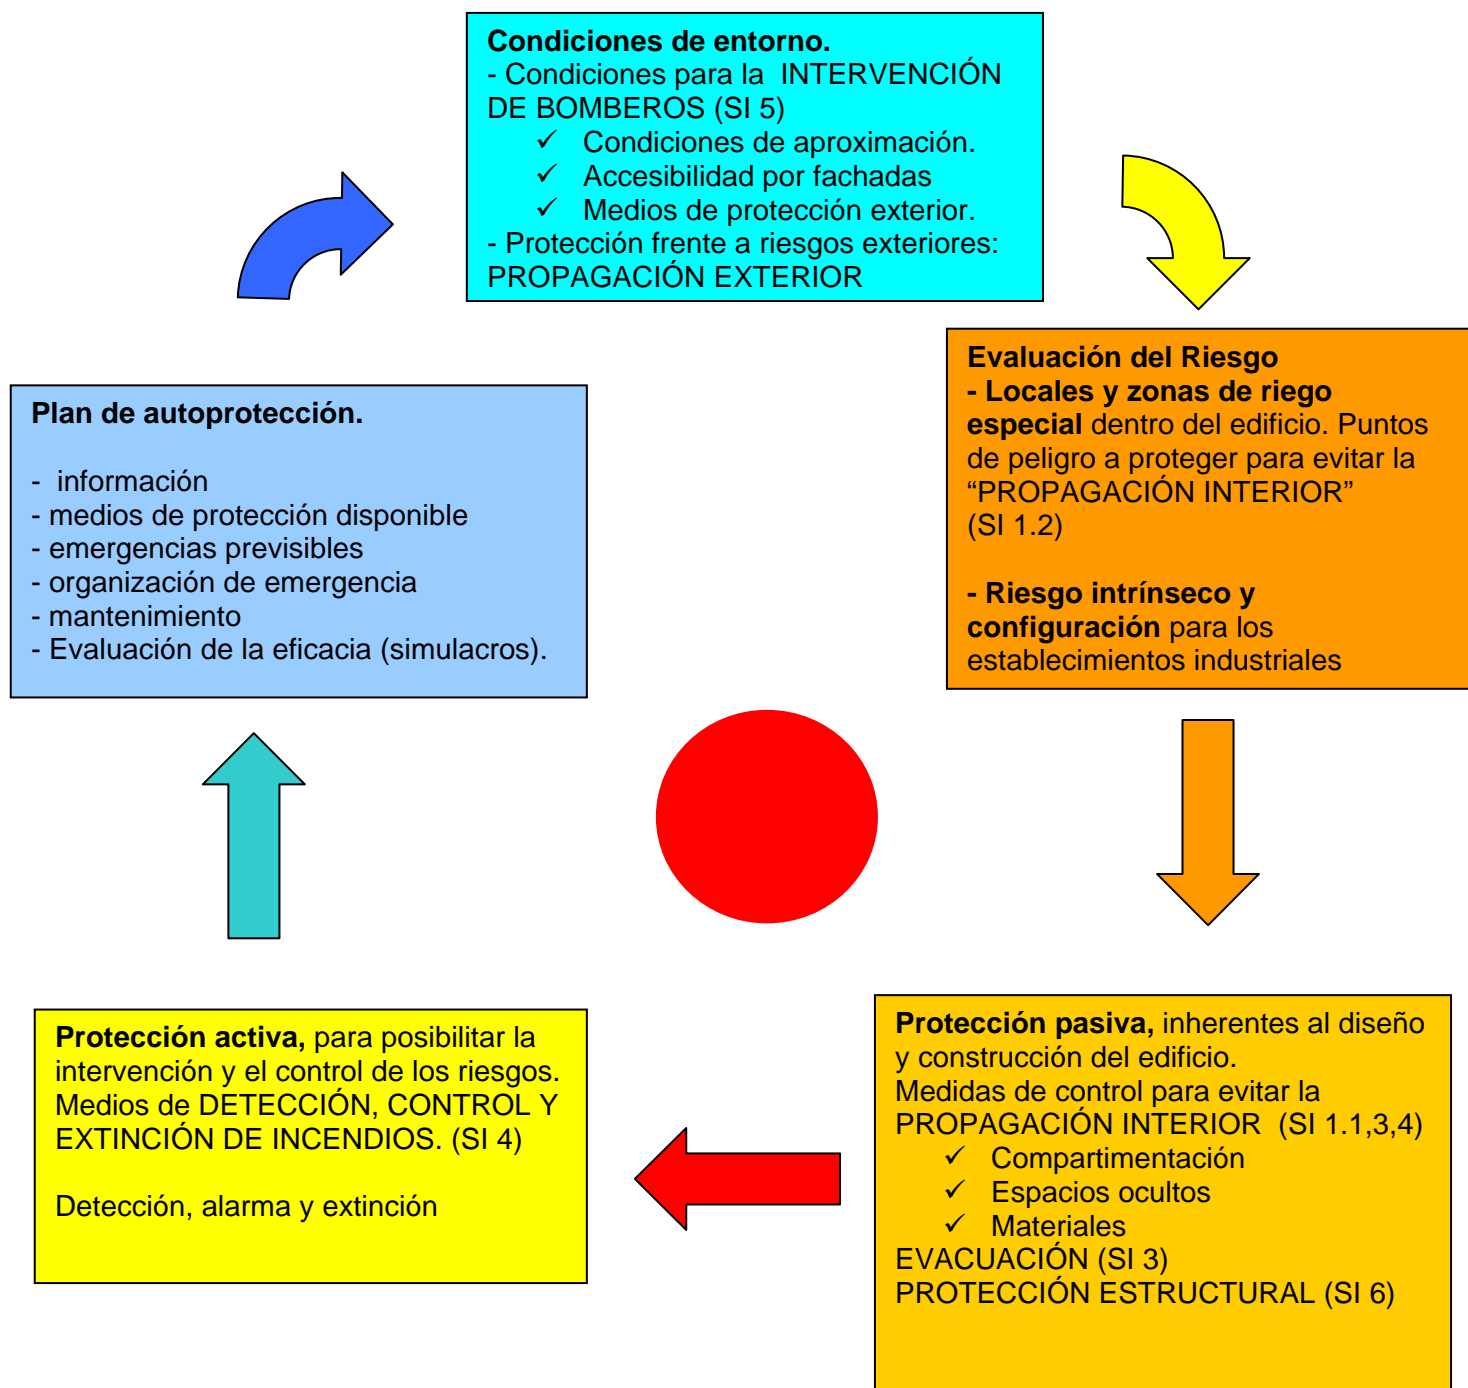 Condiciones de entorno.
- Condiciones para la INTERVENCIÓN
DE BOMBEROS (SI 5)
✓ Condiciones de aproximación.
✓ Accesibilidad por fachadas
✓ Medios de protección exterior.
- Protección frente a riesgos exteriores:
PROPAGACIÓN EXTERIOR
Evaluación del Riesgo
- Locales y zonas de riego
especial dentro del edificio. Puntos
de peligro a proteger para evitar la
“PROPAGACIÓN INTERIOR”
(SI 1.2)
- Riesgo intrínseco y
configuración para los
establecimientos industriales
Plan de autoprotección.
- información
- medios de protección disponible
- emergencias previsibles
- organización de emergencia
- mantenimiento
- Evaluación de la eficacia (simulacros).
Protección pasiva, inherentes al diseño
y construcción del edificio.
Medidas de control para evitar la
PROPAGACIÓN INTERIOR (SI 1.1,3,4)
✓ Compartimentación
✓ Espacios ocultos
✓ Materiales
EVACUACIÓN (SI 3)
PROTECCIÓN ESTRUCTURAL (SI 6)
Protección activa, para posibilitar la
intervención y el control de los riesgos.
Medios de DETECCIÓN, CONTROL Y
EXTINCIÓN DE INCENDIOS. (SI 4)
Detección, alarma y extinción